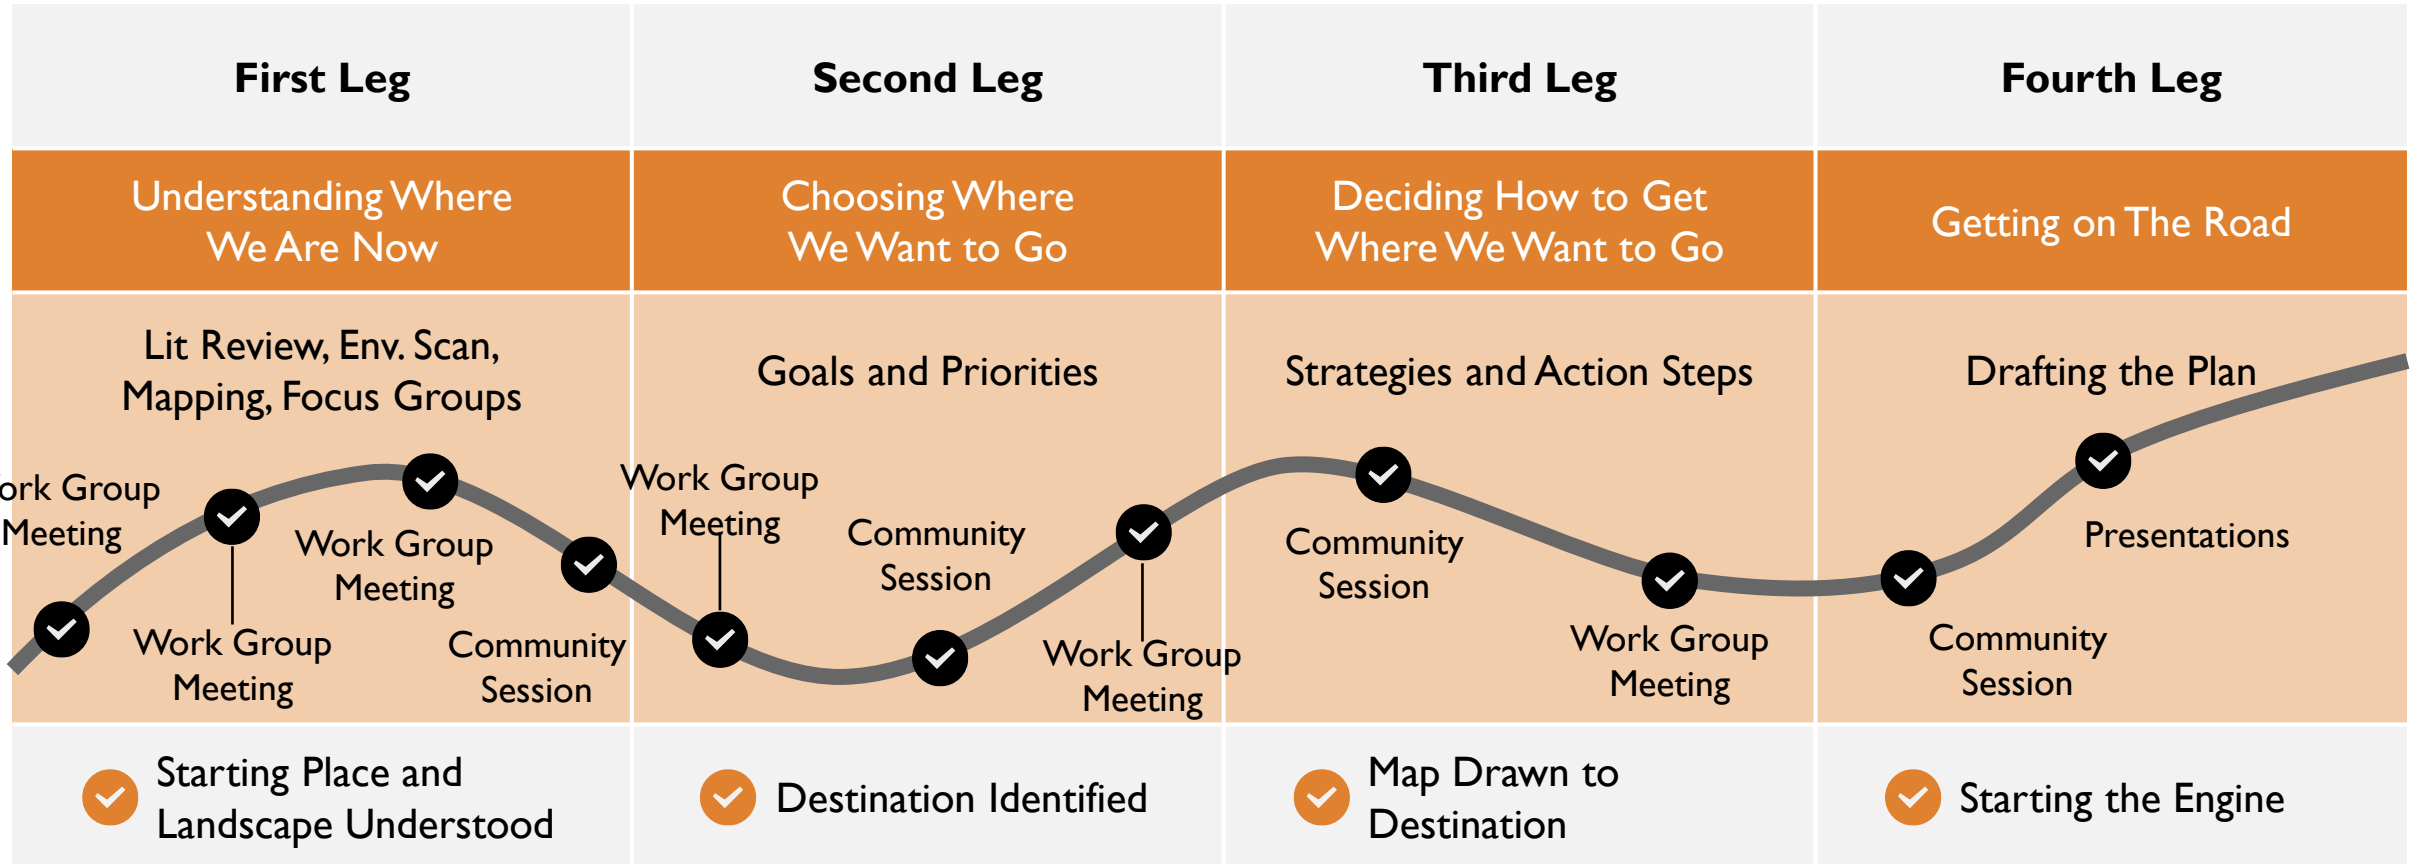 First Leg
Second Leg
Third Leg
Fourth Leg
Understanding Where
We Are Now
Choosing Where
We Want to Go
Deciding How to Get
Where We Want to Go
Getting on The Road
Lit Review, Env. Scan,
Mapping, Focus Groups
Goals and Priorities
Strategies and Action Steps
Drafting the Plan
ork Group
Meeting
Work Group
Meeting
Work Group
Meeting
Community
Session
Work Group
Meeting
Community
Session
Work Group
Meeting
Community
Session
Work Group
Meeting
Community
Session
Presentations
Starting Place and
Landscape Understood
Destination Identified
Map Drawn to
Destination
Starting the Engine